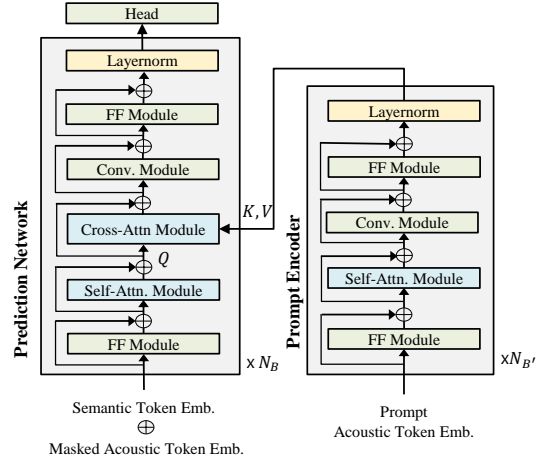 Head
Prediction Network
Layernorm
FF Module
Conv. Module
Cross-Attn Module
Q
Self-Attn. Module
FF Module
x N_B
Semantic Token Emb.
⊕
Masked Acoustic Token Emb.
K, V
Prompt Encoder
Layernorm
FF Module
Conv. Module
Self-Attn. Module
FF Module
x N_B'
Prompt
Acoustic Token Emb.